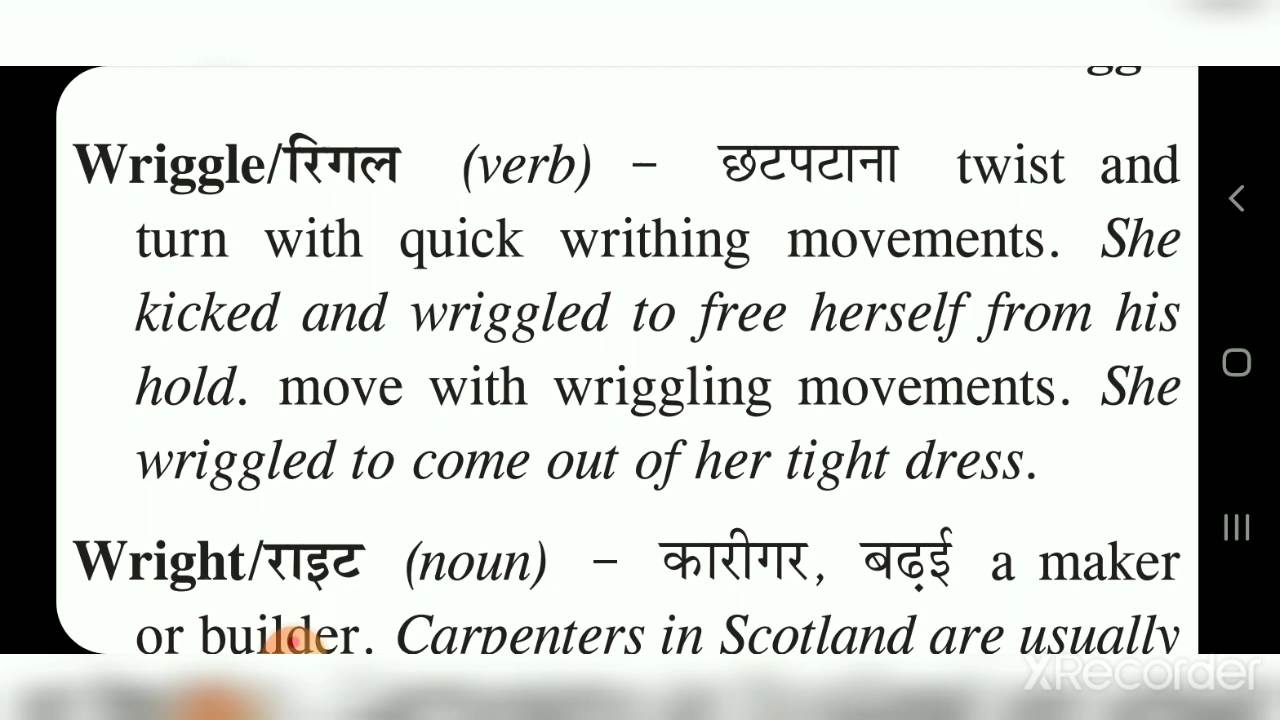 Wriggle/रिगल (verb) – छटपटाना twist and
turn with quick writhing movements. She
kicked and wriggled to free herself from his
hold. move with wriggling movements. She
wriggled to come out of her tight dress.
Wright/राइट (noun) – कारीगर, बढ़ई a maker
or builder. Carpenters in Scotland are usually
XRecorder